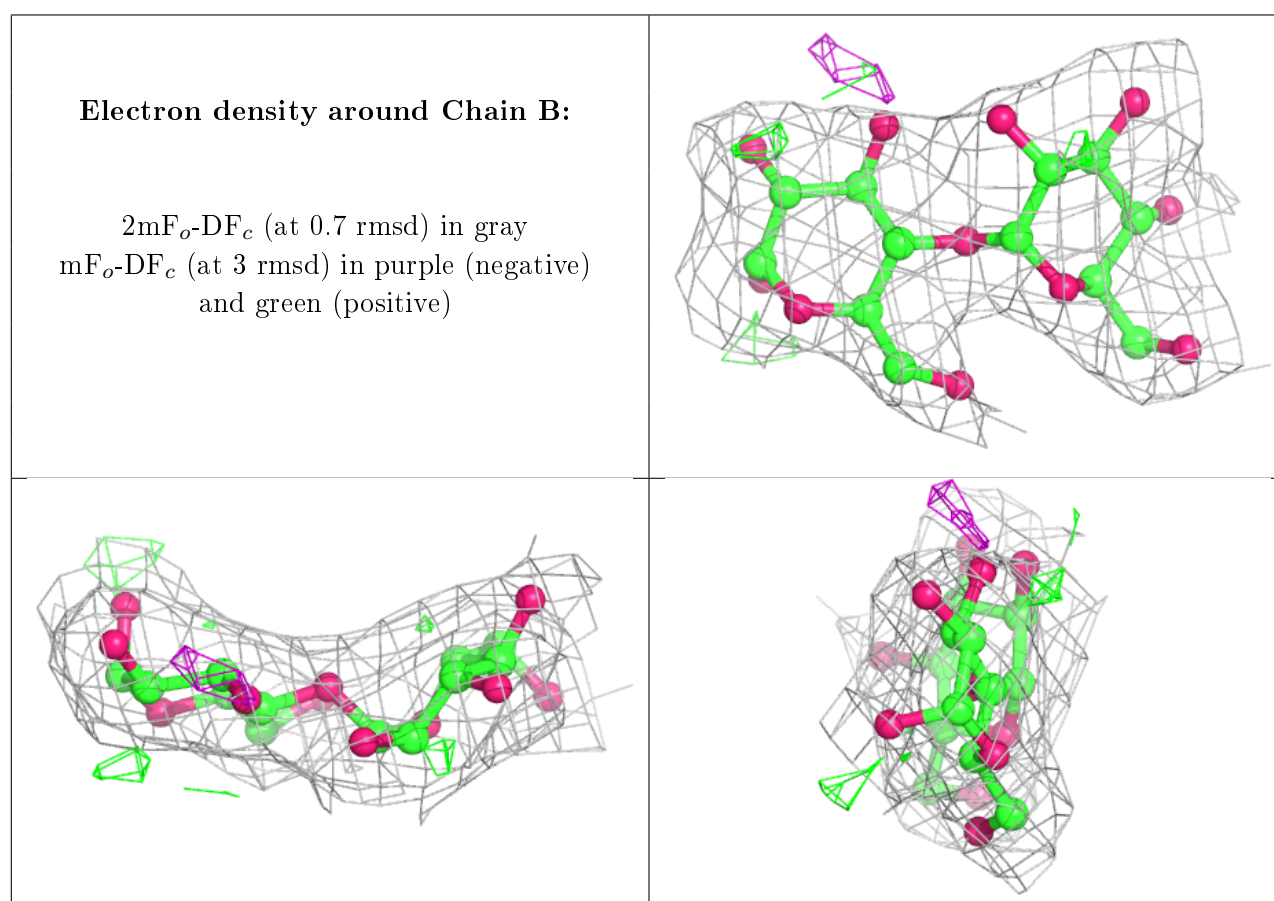 Electron density around Chain B:
2mFₒ-DF𝒸 (at 0.7 rmsd) in gray
mFₒ-DF𝒸 (at 3 rmsd) in purple (negative)
and green (positive)